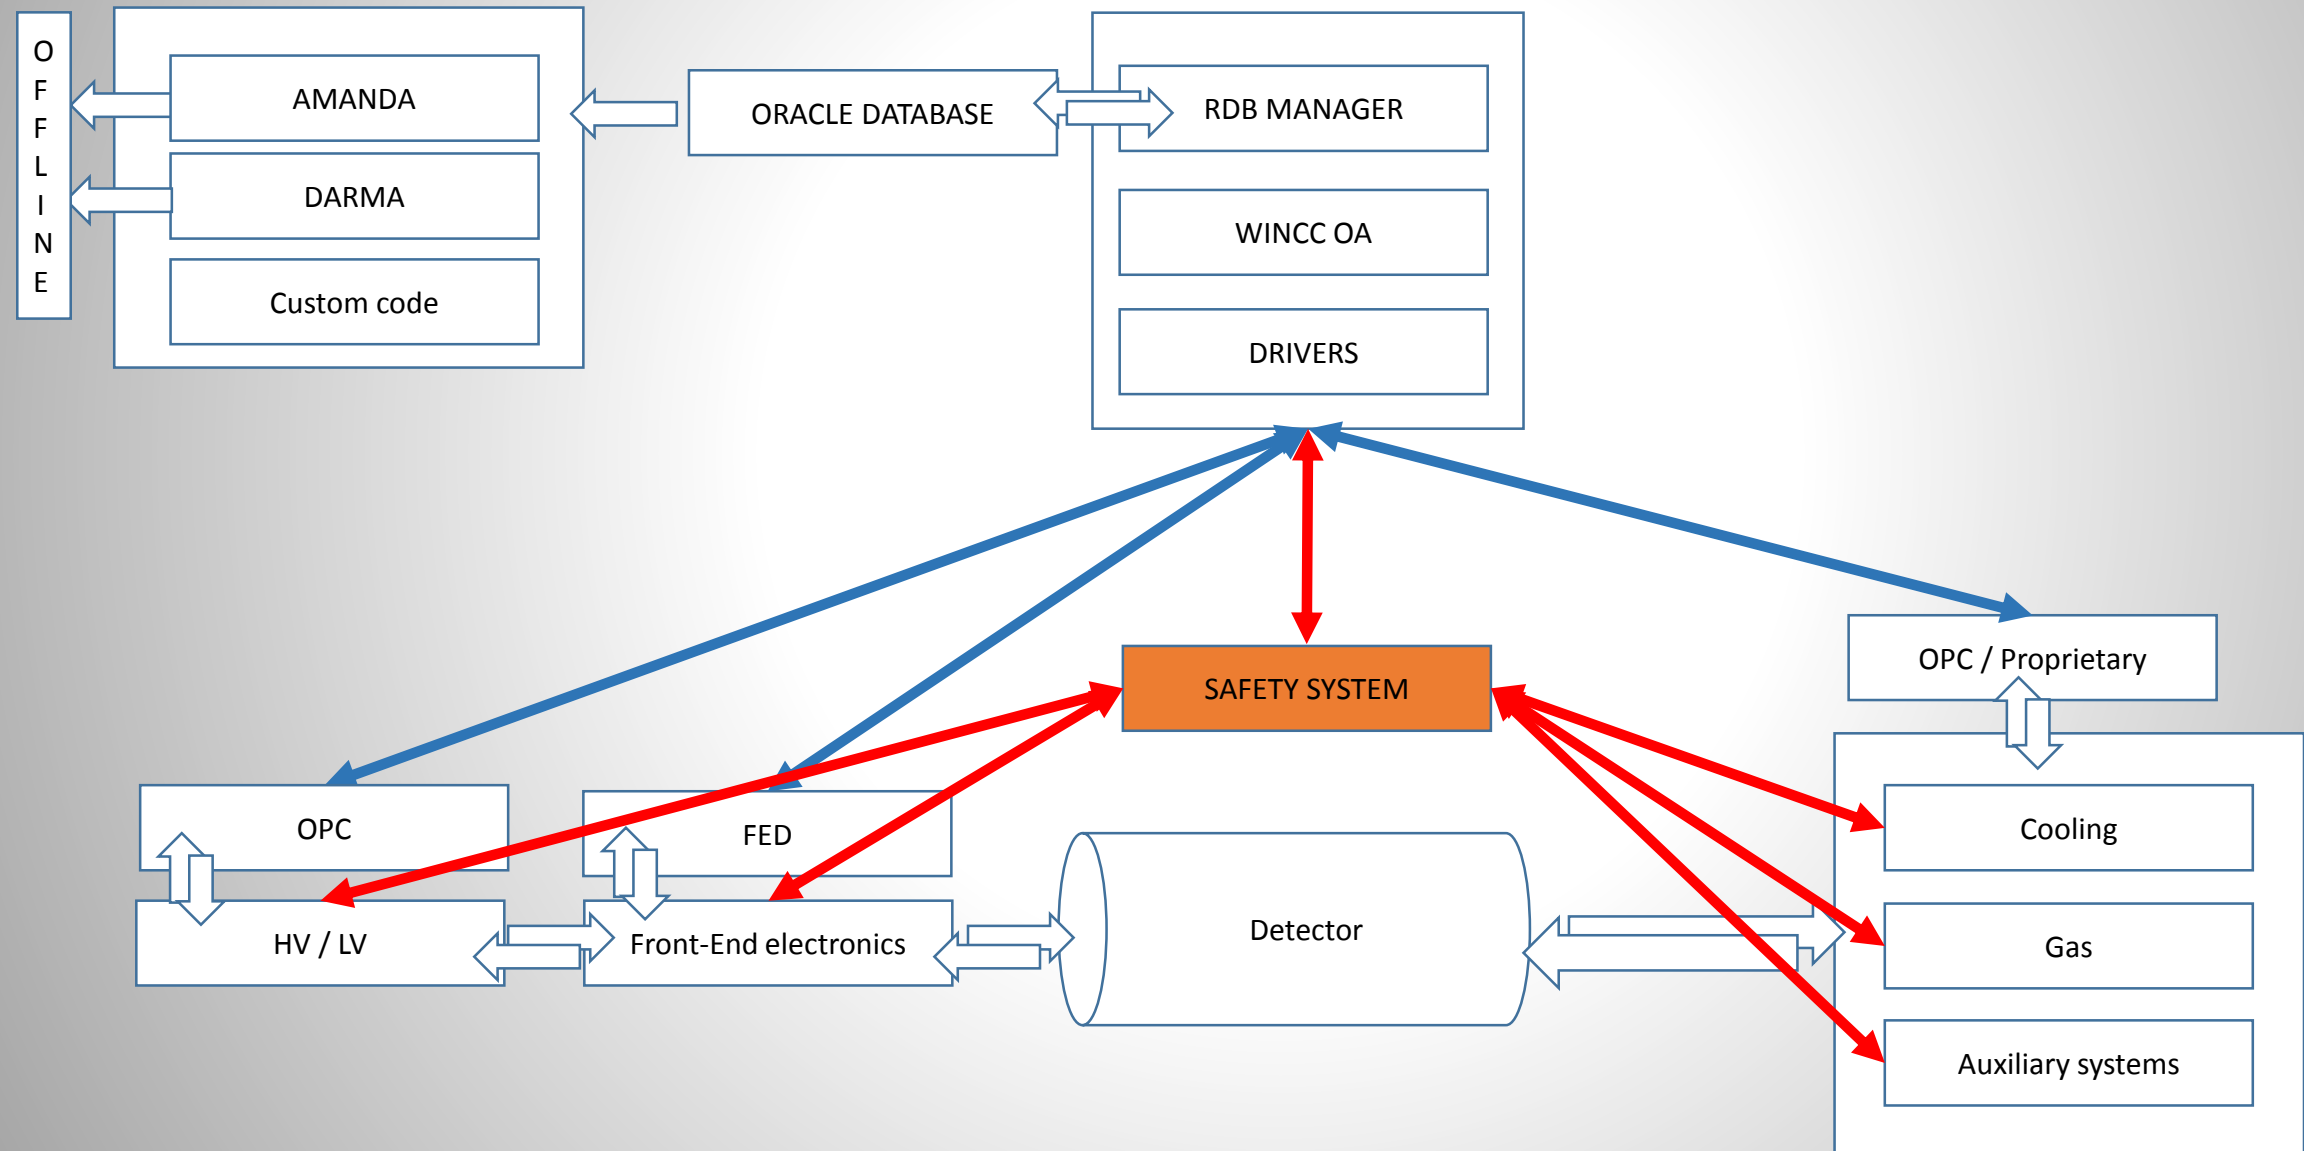 OFFLINE
AMANDA
DARMA
Custom code
ORACLE DATABASE
RDB MANAGER
WINCC OA
DRIVERS
SAFETY SYSTEM
OPC / Proprietary
OPC
FED
HV / LV
Front-End electronics
Detector
Cooling
Gas
Auxiliary systems